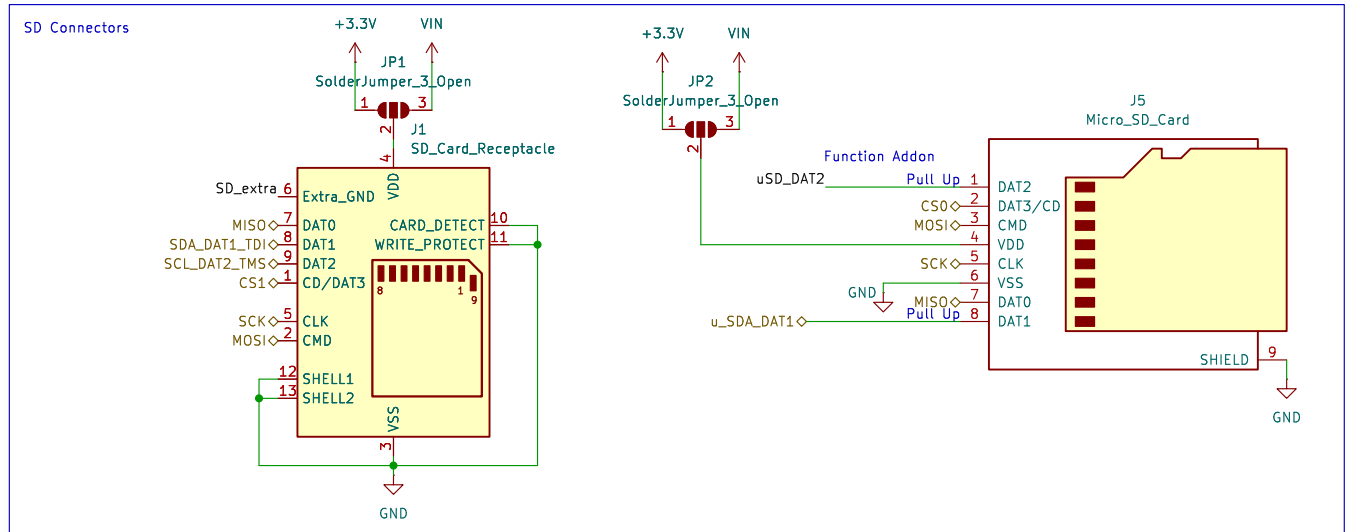 SD Connectors
+3.3V
VIN
JP1
SolderJumper_3_Open
1
3
2
J1
SD_Card_Receptacle
4
VDD
SD_extra
6
Extra_GND
MISO
7
DAT0
SDA_DAT1_TDI
8
DAT1
SCL_DAT2_TMS
9
DAT2
CS1
1
CD/DAT3
SCK
5
CLK
MOSI
2
CMD
12
SHELL1
13
SHELL2
CARD_DETECT
10
WRITE_PROTECT
11
8
1
9
VSS
3
GND
+3.3V
VIN
JP2
SolderJumper_3_Open
1
3
2
J5
Micro_SD_Card
Function Addon
uSD_DAT2
Pull Up
1
DAT2
CS0
2
DAT3/CD
MOSI
3
CMD
4
VDD
SCK
5
CLK
GND
6
VSS
MISO
7
DAT0
u_SDA_DAT1
Pull Up
8
DAT1
SHIELD
9
GND